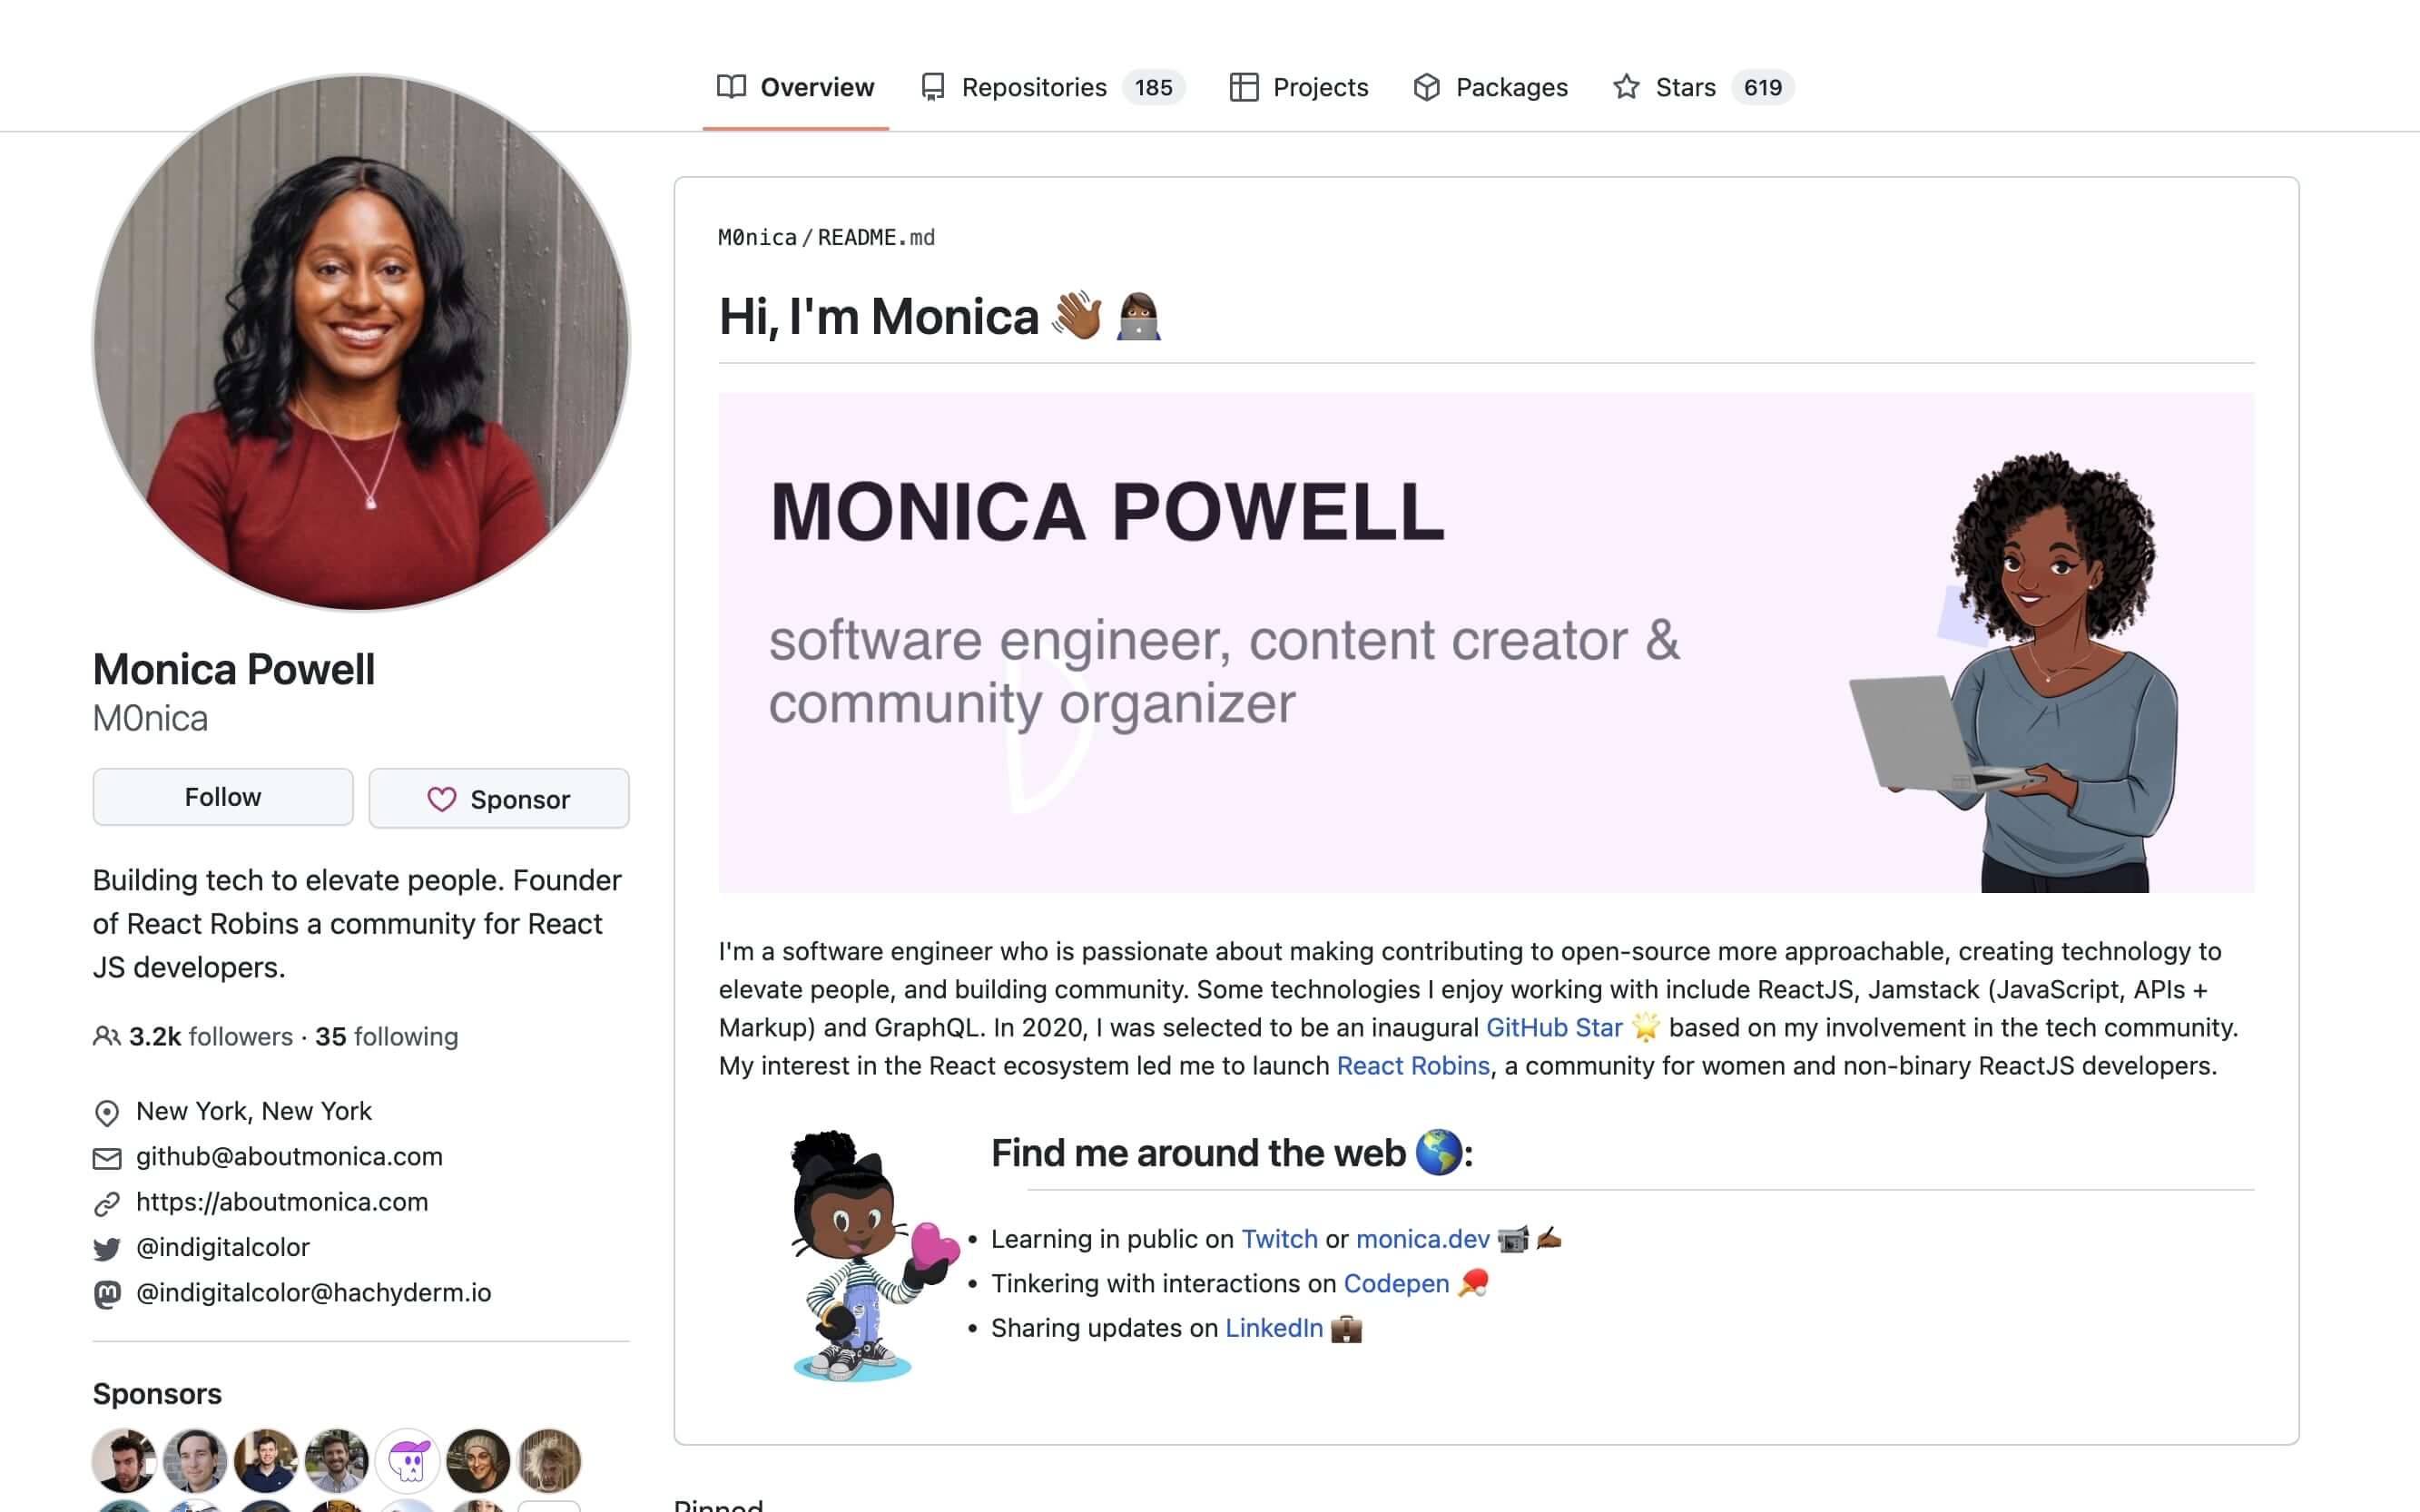 Overview
Repositories 185
Projects
Packages
Stars 619
M0nica/README.md
Hi, I'm Monica 👋🏾 👩🏾‍💻
MONICA POWELL
software engineer, content creator &
community organizer
I'm a software engineer who is passionate about making contributing to open-source more approachable, creating technology to
elevate people, and building community. Some technologies I enjoy working with include ReactJS, Jamstack (JavaScript, APIs +
Markup) and GraphQL. In 2020, I was selected to be an inaugural GitHub Star 🌟 based on my involvement in the tech community.
My interest in the React ecosystem led me to launch React Robins, a community for women and non-binary ReactJS developers.
Find me around the web 🌎:
• Learning in public on Twitch or monica.dev 📹 ✍🏾
• Tinkering with interactions on Codepen 🏓
• Sharing updates on LinkedIn 💼
Pinned
Monica Powell
M0nica
Follow
Sponsor
Building tech to elevate people. Founder
of React Robins a community for React
JS developers.
3.2k followers · 35 following
New York, New York
github@aboutmonica.com
https://aboutmonica.com
@indigitalcolor
@indigitalcolor@hachyderm.io
Sponsors